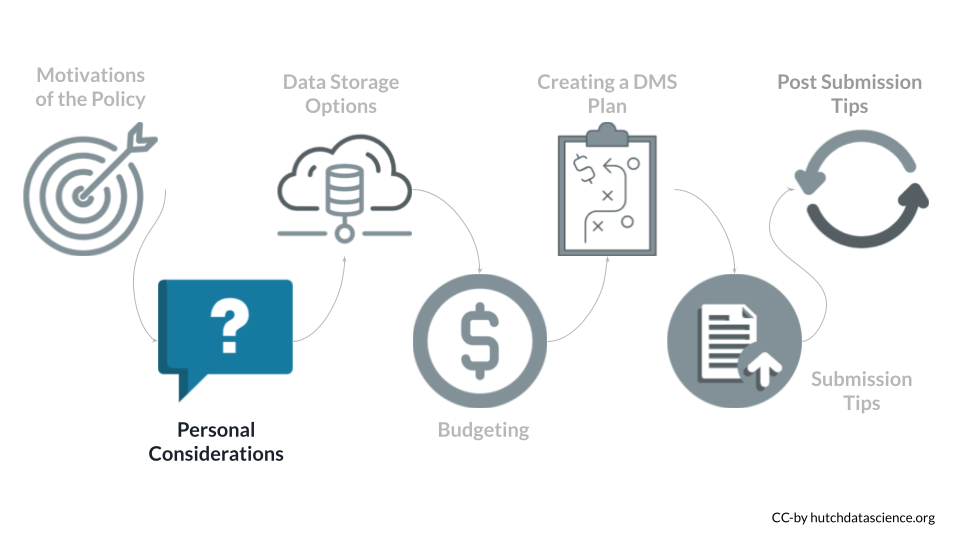 Motivations
of the Policy
Personal
Considerations
Data Storage
Options
$
Budgeting
Creating a DMS
Plan
Submission
Tips
Post Submission
Tips
?
$
CC-by hutchdatascience.org